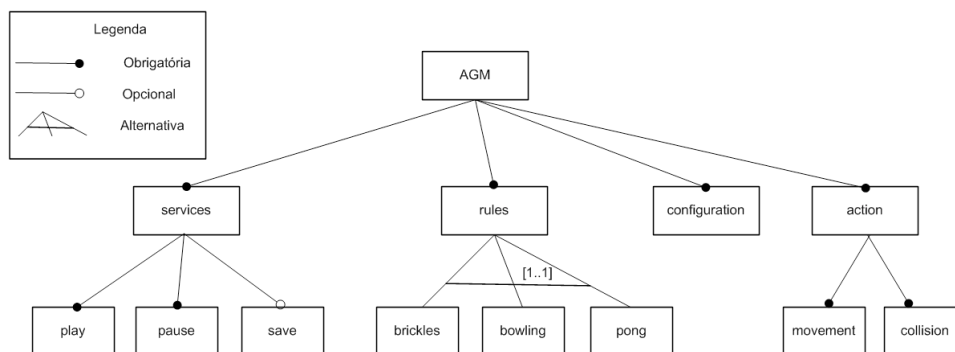 Legenda
Obrigatória
Opcional
Alternativa
AGM
services
rules
configuration
action
[1..1]
play
pause
save
brickles
bowling
pong
movement
collision